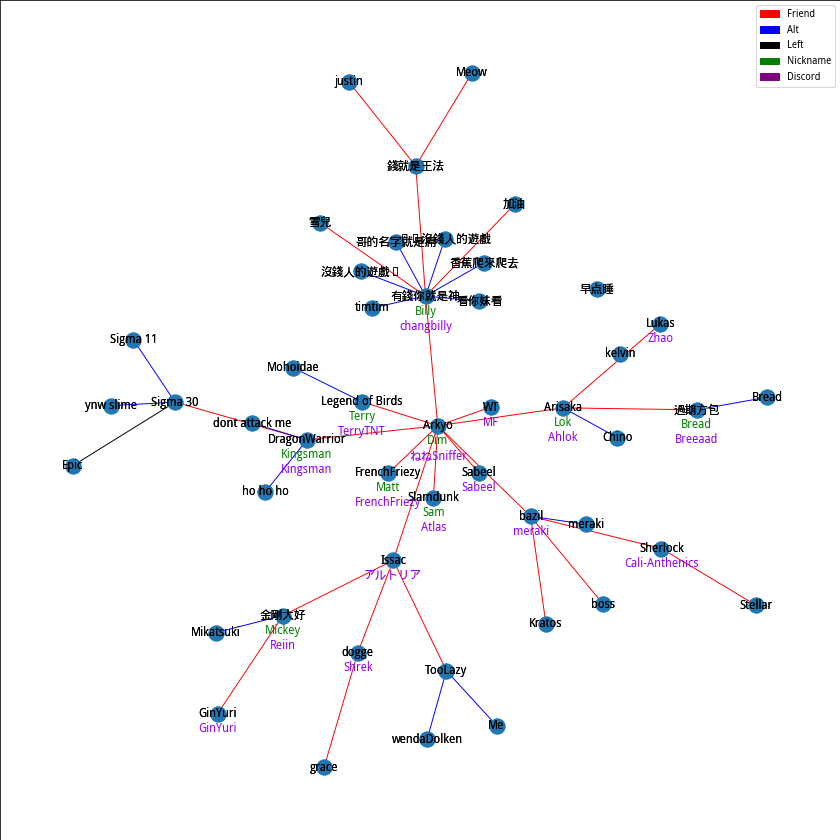 Friend
Alt
Left
Nickname
Discord
Meow
justin
錢就是王法
加油
雪兒
哥的名字就是府
沒錢人的遊戲
香蕉爬來爬去
沒錢人的遊戲
早点睡
有錢你就是神
看你妹看
timtim
Billy
changbilly
Lukas
Zhao
Sigma 11
kelvin
Mohoidae
Bread
Sigma 30
ynw slime
Legend of Birds
Terry
TerryTNT
WT
MF
Arisaka
Lok
Ahlok
過期方包
Bread
Breeaad
dont attack me
Arkyo
Dim
ねねSniffer
DragonWarrior
Kingsman
Kingsman
Chino
Epic
FrenchFriezy
Matt
FrenchFriezy
Sabeel
Sabeel
ho ho ho
Slamdunk
Sam
Atlas
bazil
meraki
meraki
Sherlock
Cali-Anthenics
Issac
アルトリア
boss
Stellar
金剛大好
Mickey
Reiin
Kratos
Mikatsuki
dogge
Shrek
TooLazy
GinYuri
GinYuri
Me
wendaDolken
grace